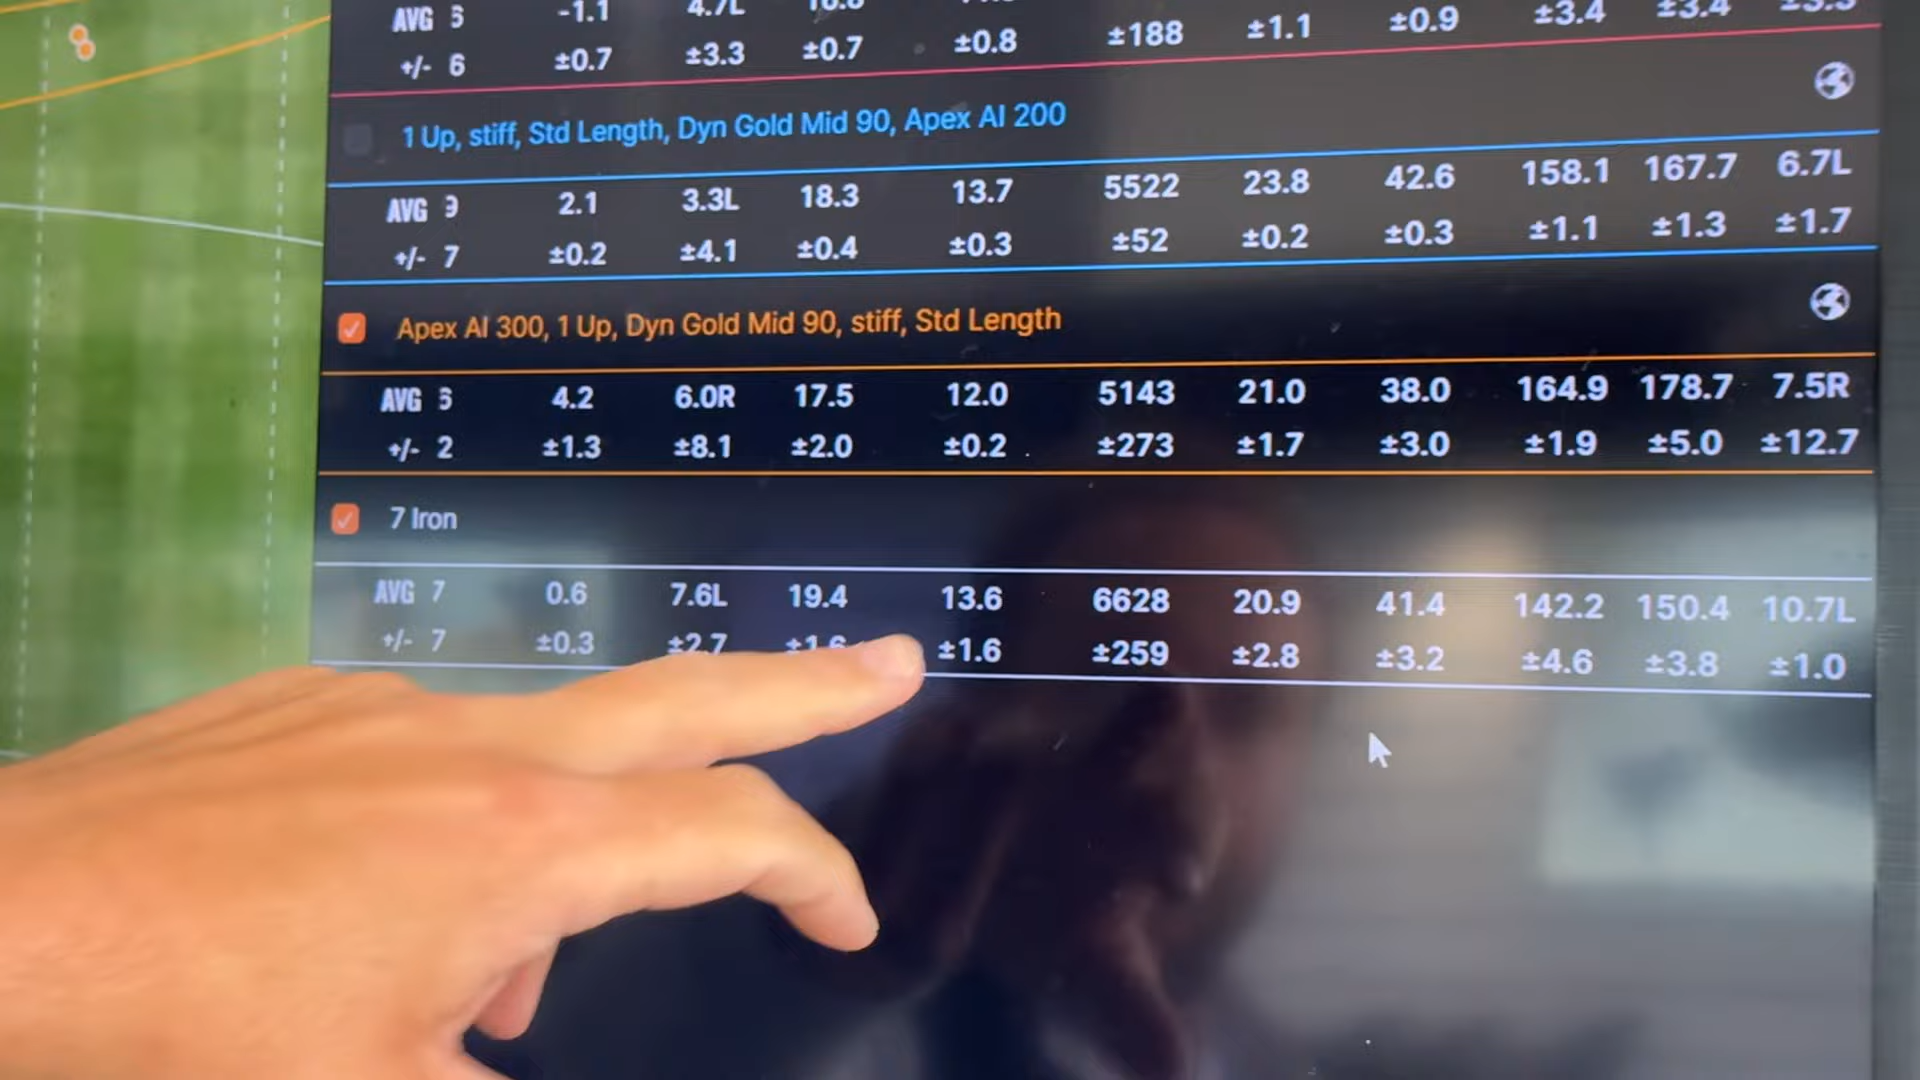 AVG 6 -1.1 4.7L
+/- 6 ±0.7 ±3.3 ±0.7 ±0.8 ±188 ±1.1 ±0.9 ±3.4 ±3.4
1 Up, stiff, Std Length, Dyn Gold Mid 90, Apex AI 200
AVG 9 2.1 3.3L 18.3 13.7 5522 23.8 42.6 158.1 167.7 6.7L
+/- 7 ±0.2 ±4.1 ±0.4 ±0.3 ±52 ±0.2 ±0.3 ±1.1 ±1.3 ±1.7
Apex AI 300, 1 Up, Dyn Gold Mid 90, stiff, Std Length
AVG 6 4.2 6.0R 17.5 12.0 5143 21.0 38.0 164.9 178.7 7.5R
+/- 2 ±1.3 ±8.1 ±2.0 ±0.2 ±273 ±1.7 ±3.0 ±1.9 ±5.0 ±12.7
7 Iron
AVG 7 0.6 7.6L 19.4 13.6 6628 20.9 41.4 142.2 150.4 10.7L
+/- 7 ±0.3 ±2.7 ±1.6 ±1.6 ±259 ±2.8 ±3.2 ±4.6 ±3.8 ±1.0